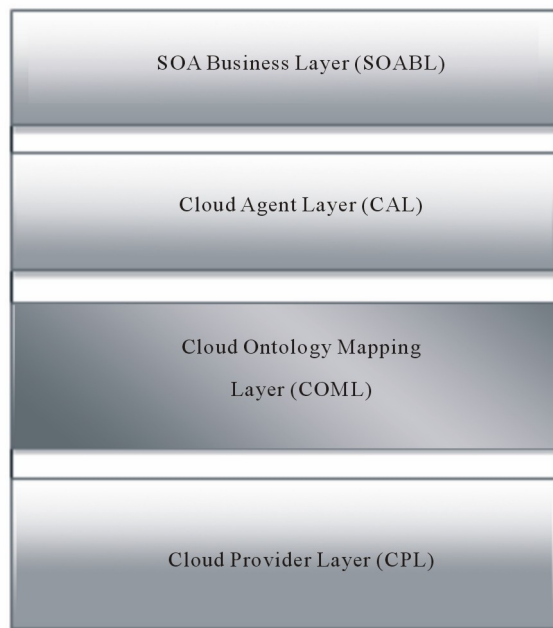 SOA Business Layer (SOABL)
Cloud Agent Layer (CAL)
Cloud Ontology Mapping
Layer (COML)
Cloud Provider Layer (CPL)